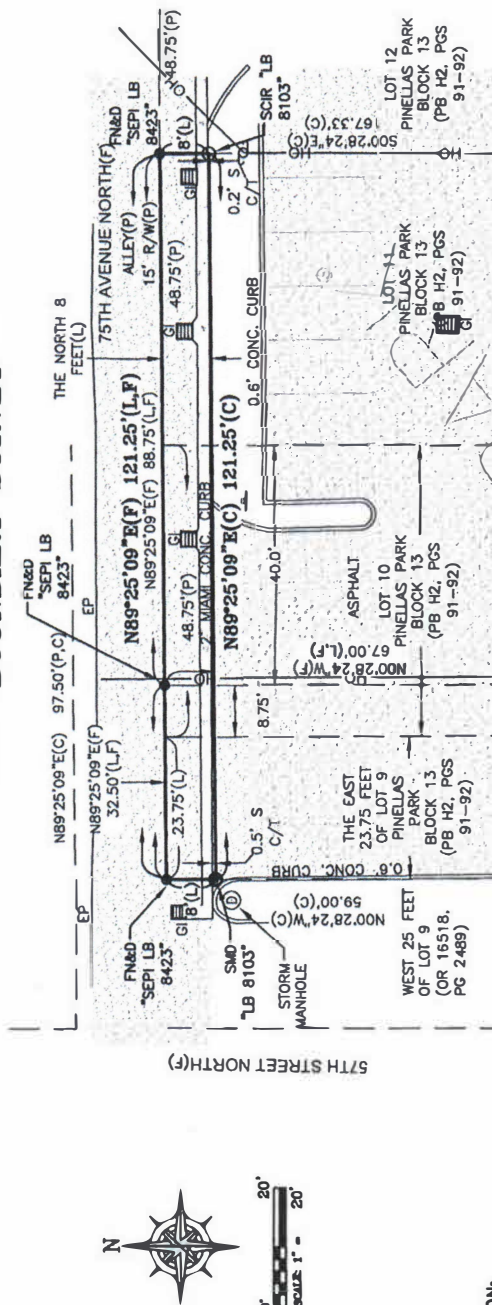 N
20'
SCALE: 1" = 20'
57TH STREET NORTH(F)
EP
N89°25'09"E(C) 97.50'(P,C)
EP
N89°25'09"E(F)
32.50'(L,F)
FN&D
"SEPI LB
8423"
FN&D
"SEPI LB
8423"
THE NORTH 8
FEET(L)
75TH AVENUE NORTH(F)
ALLEY(P)
15' R/W(P)
FN&D
"SEPI LB
8423"
48.75'(P)
N89°25'09"E(F) 121.25'(L,F)
N89°25'09"E(F) 88.75'(L,F)
23.75'(L)
48.75'(P)
48.75'(P)
GI
8'(L)
GI
GI
GI
8'(L)
2' MIAMI CONC. CURB
N89°25'09"E(C) 121.25'(C)
0.5' S
C/T
0.2' S
C/T
SCIR "LB
8103"
SMD
"LB 8103"
D
STORM
MANHOLE
N00°28'24"W(C)
59.00'(C)
0.6' CONC. CURB
8.75'
40.0'
0.6' CONC. CURB
N00°28'24"W(F)
67.00'(L,F)
S00°28'24"E(C)
167.33'(C)
WEST 25 FEET
OF LOT 9
(OR 16518,
PG 2489)
THE EAST
23.75 FEET
OF LOT 9
PINELLAS
PARK
BLOCK 13
(PB H2, PGS
91-92)
ASPHALT
LOT 10
PINELLAS PARK
BLOCK 13
(PB H2, PGS
91-92)
LOT 11
PINELLAS PARK
BLOCK 13
B H2, PGS
91-92)
GI
LOT 12
PINELLAS PARK
BLOCK 13
(PB H2, PGS
91-92)
ON: